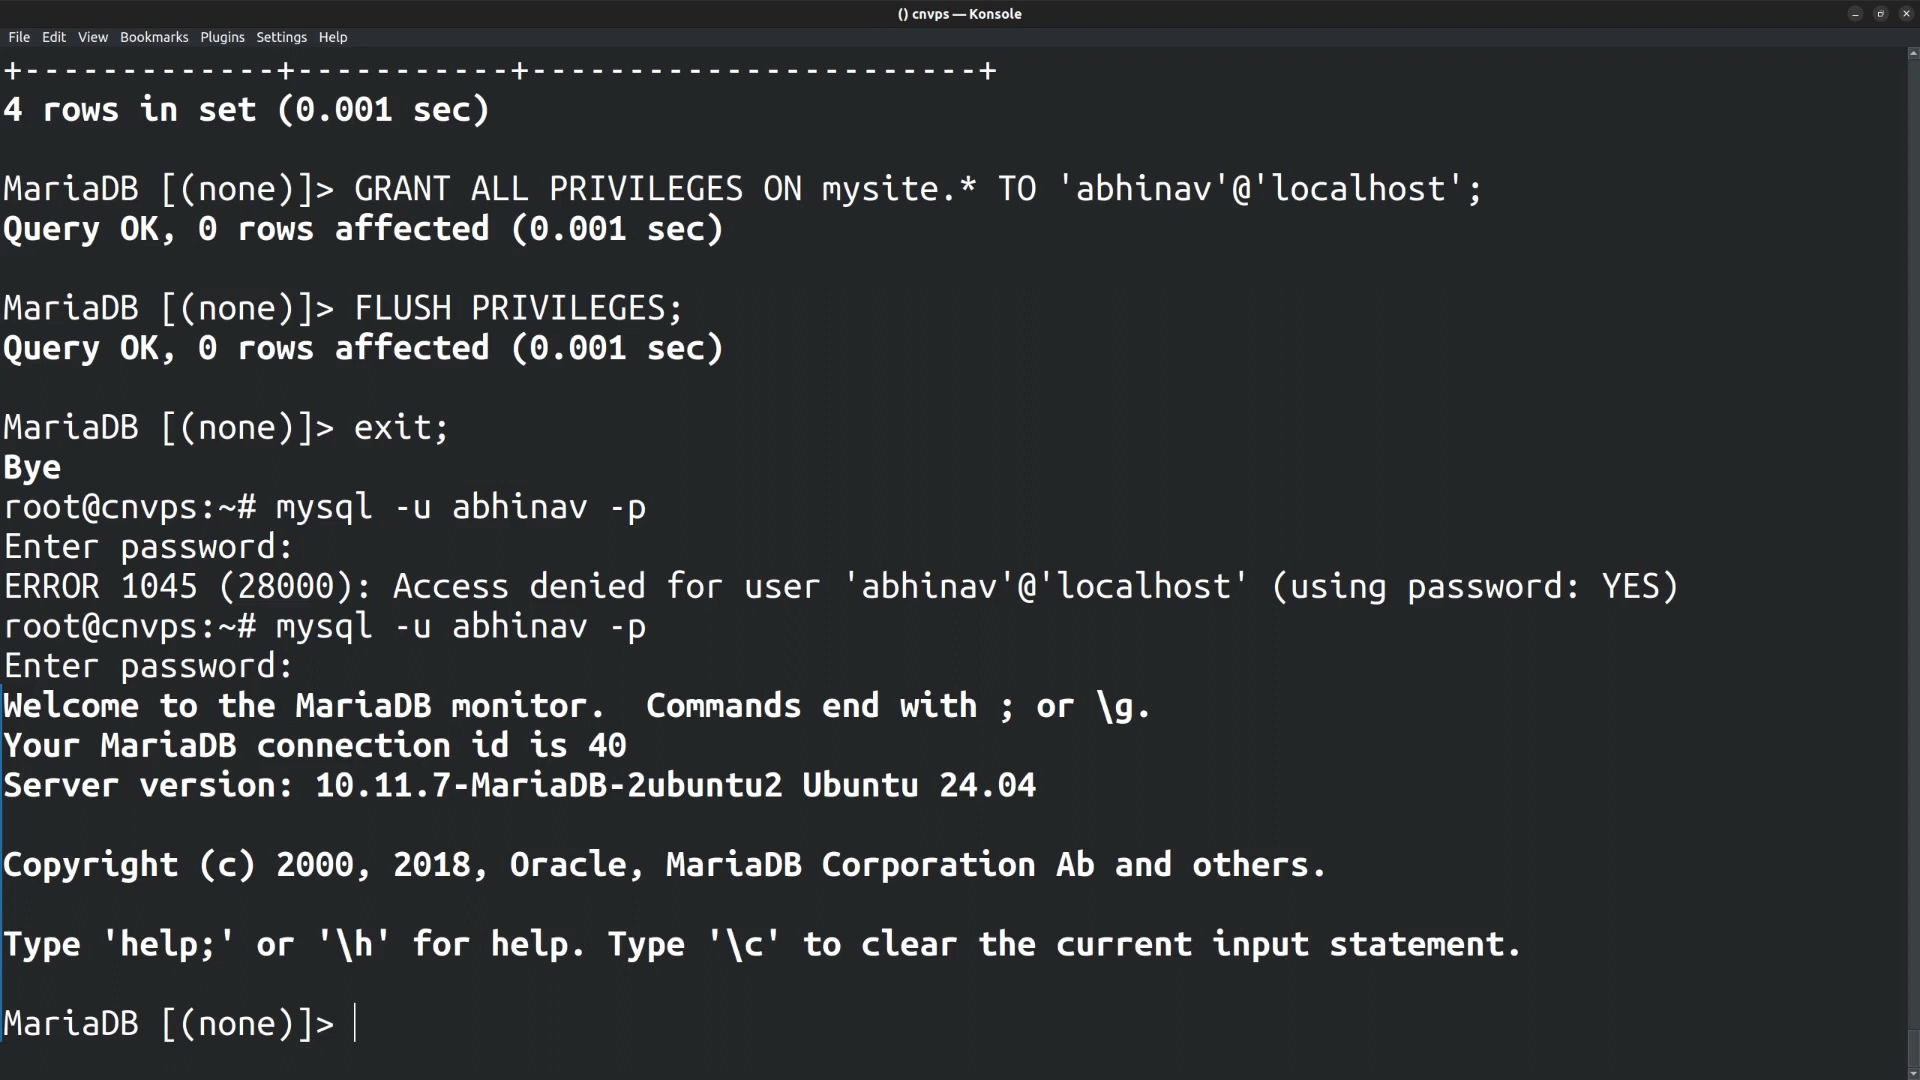 () cnvps — Konsole
File Edit View Bookmarks Plugins Settings Help
+-------------+-----------+-----------------------+
4 rows in set (0.001 sec)
MariaDB [(none)]> GRANT ALL PRIVILEGES ON mysite.* TO 'abhinav'@'localhost';
Query OK, 0 rows affected (0.001 sec)
MariaDB [(none)]> FLUSH PRIVILEGES;
Query OK, 0 rows affected (0.001 sec)
MariaDB [(none)]> exit;
Bye
root@cnvps:~# mysql -u abhinav -p
Enter password:
ERROR 1045 (28000): Access denied for user 'abhinav'@'localhost' (using password: YES)
root@cnvps:~# mysql -u abhinav -p
Enter password:
Welcome to the MariaDB monitor.  Commands end with ; or \g.
Your MariaDB connection id is 40
Server version: 10.11.7-MariaDB-2ubuntu2 Ubuntu 24.04
Copyright (c) 2000, 2018, Oracle, MariaDB Corporation Ab and others.
Type 'help;' or '\h' for help. Type '\c' to clear the current input statement.
MariaDB [(none)]>